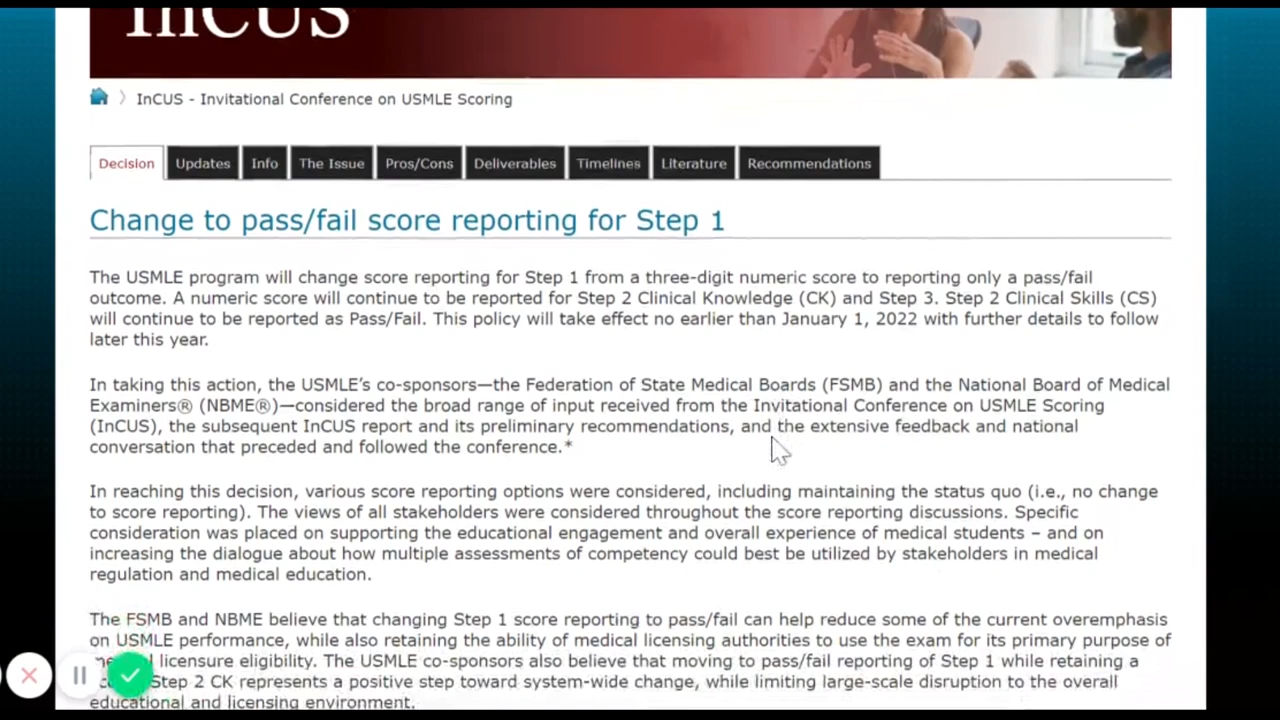 InCUS
InCUS - Invitational Conference on USMLE Scoring
Decision Updates Info The Issue Pros/Cons Deliverables Timelines Literature Recommendations
Change to pass/fail score reporting for Step 1
The USMLE program will change score reporting for Step 1 from a three-digit numeric score to reporting only a pass/fail
outcome. A numeric score will continue to be reported for Step 2 Clinical Knowledge (CK) and Step 3. Step 2 Clinical Skills (CS)
will continue to be reported as Pass/Fail. This policy will take effect no earlier than January 1, 2022 with further details to follow
later this year.
In taking this action, the USMLE’s co-sponsors—the Federation of State Medical Boards (FSMB) and the National Board of Medical
Examiners® (NBME®)—considered the broad range of input received from the Invitational Conference on USMLE Scoring
(InCUS), the subsequent InCUS report and its preliminary recommendations, and the extensive feedback and national
conversation that preceded and followed the conference.*
In reaching this decision, various score reporting options were considered, including maintaining the status quo (i.e., no change
to score reporting). The views of all stakeholders were considered throughout the score reporting discussions. Specific
consideration was placed on supporting the educational engagement and overall experience of medical students – and on
increasing the dialogue about how multiple assessments of competency could best be utilized by stakeholders in medical
regulation and medical education.
The FSMB and NBME believe that changing Step 1 score reporting to pass/fail can help reduce some of the current overemphasis
on USMLE performance, while also retaining the ability of medical licensing authorities to use the exam for its primary purpose of
licensure eligibility. The USMLE co-sponsors also believe that moving to pass/fail reporting of Step 1 while retaining a
Step 2 CK represents a positive step toward system-wide change, while limiting large-scale disruption to the overall
educational and licensing environment.